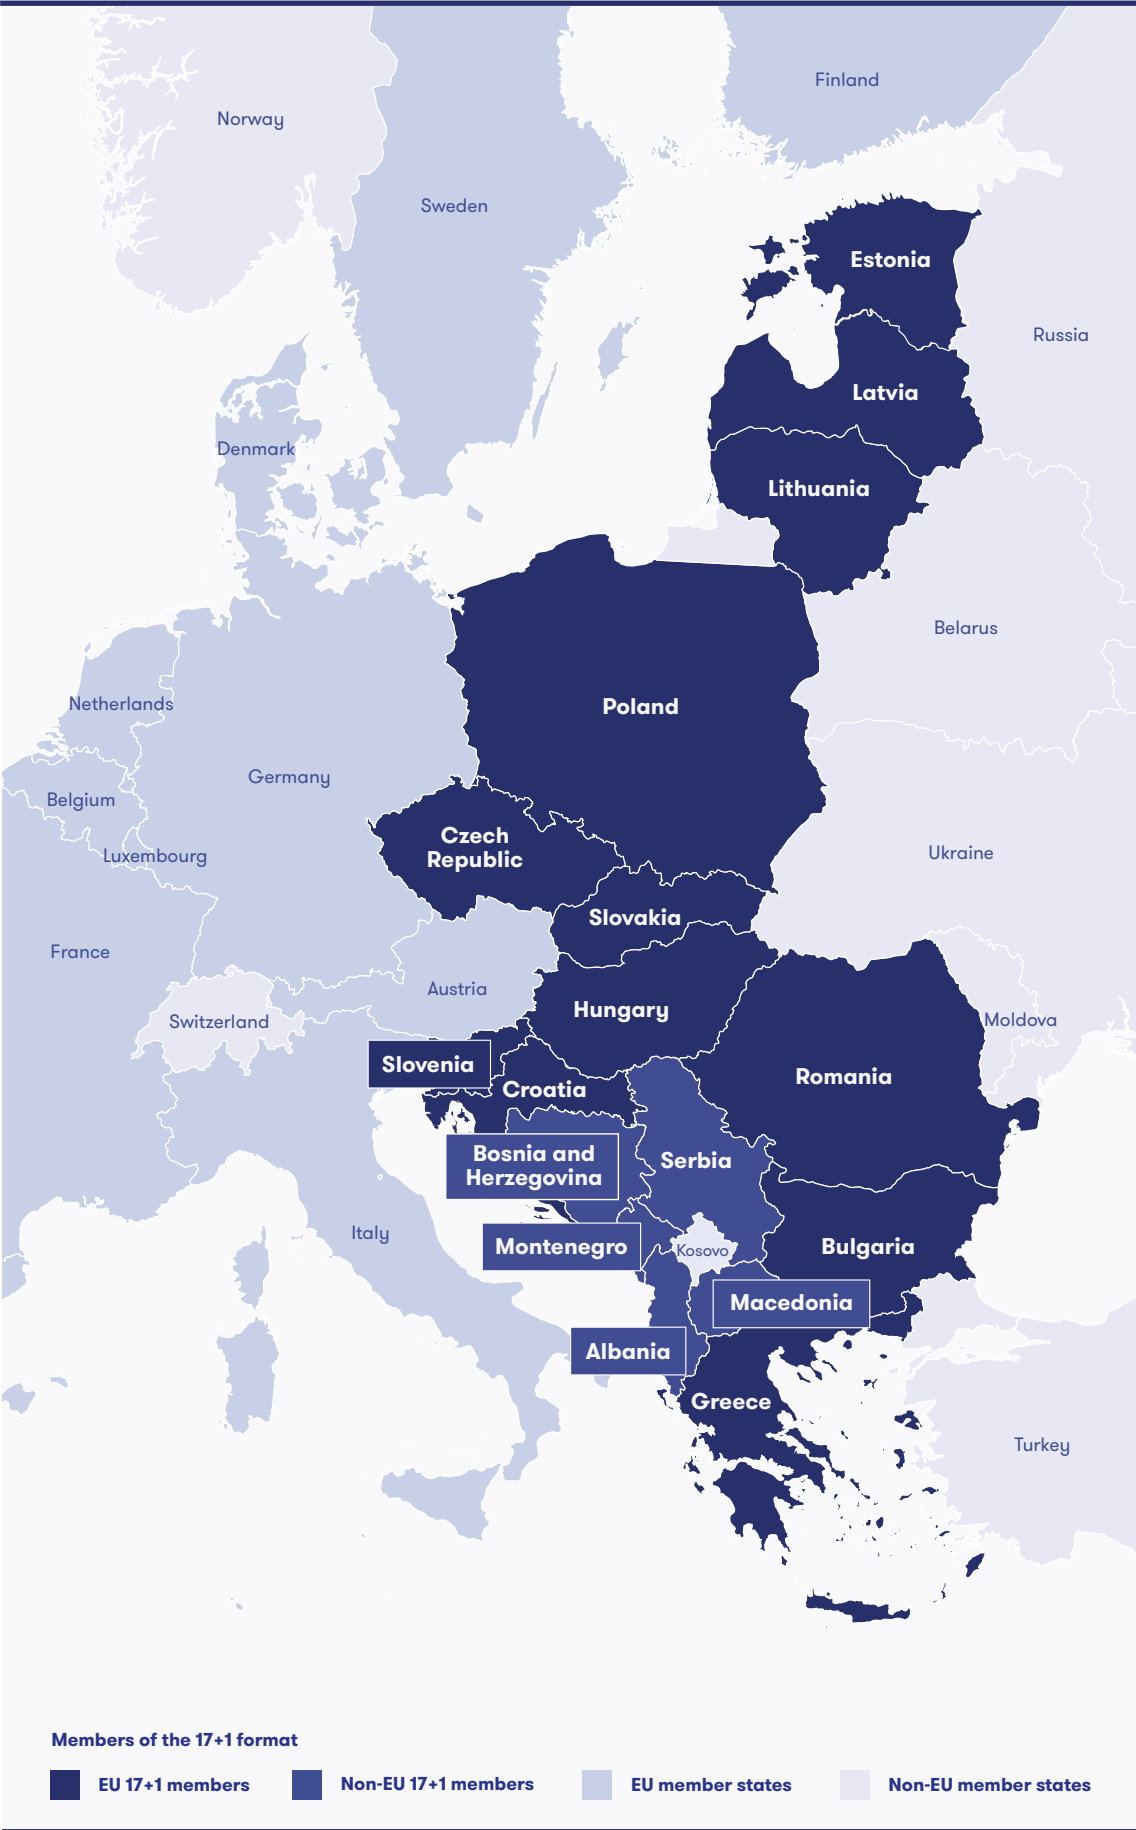 Finland
Norway
Sweden
Estonia
Russia
Latvia
Denmark
Lithuania
Belarus
Netherlands
Poland
Germany
Belgium
Czech
Republic
Ukraine
Luxembourg
Slovakia
France
Austria
Hungary
Switzerland
Moldova
Slovenia
Romania
Croatia
Bosnia and
Herzegovina
Serbia
Italy
Montenegro
Kosovo
Bulgaria
Macedonia
Albania
Greece
Turkey
Members of the 17+1 format
EU 17+1 members
Non-EU 17+1 members
EU member states
Non-EU member states